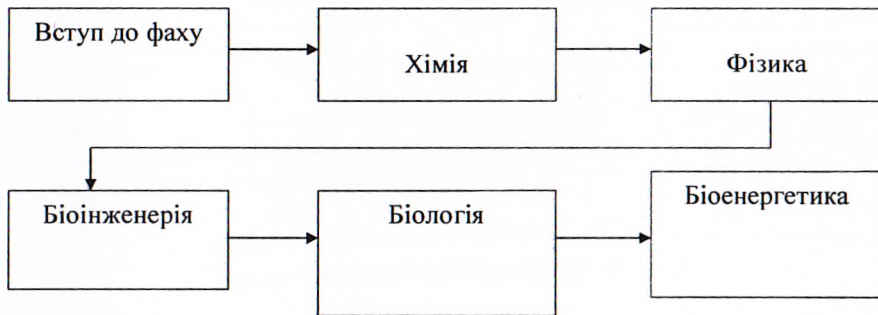 Вступ до фаху
Хімія
Фізика
Біоінженерія
Біологія
Біоенергетика